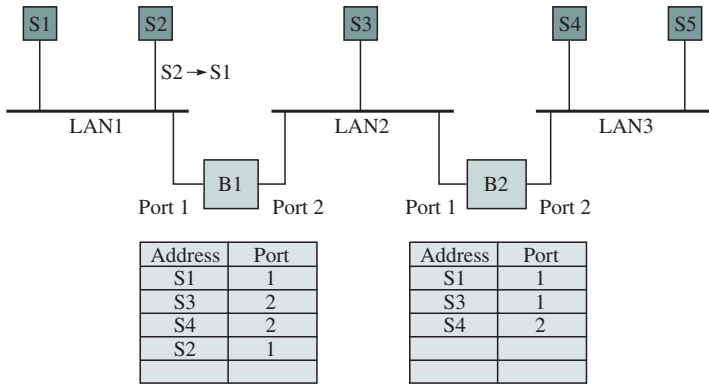 S1 S2 S3 S4 S5
S2 → S1
LAN1 LAN2 LAN3
B1 B2
Port 1 Port 2 Port 1 Port 2
Address Port
S1 1
S3 2
S4 2
S2 1
Address Port
S1 1
S3 1
S4 2